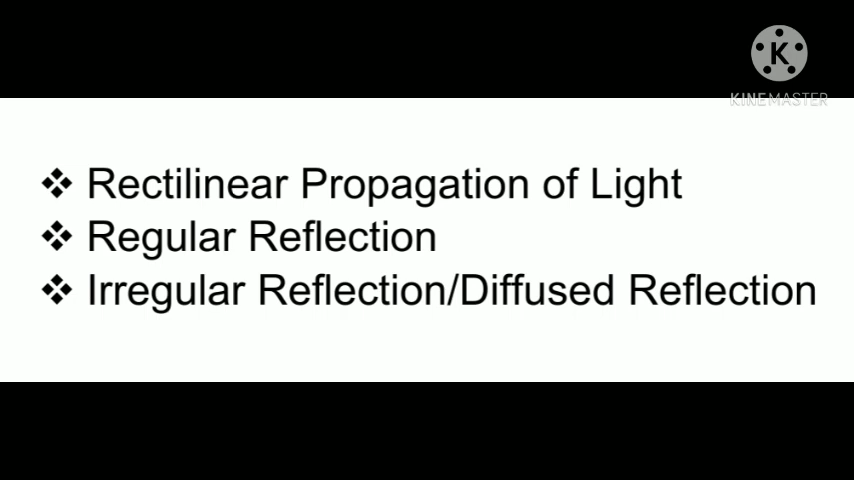 K
KINEMASTER
❖ Rectilinear Propagation of Light
❖ Regular Reflection
❖ Irregular Reflection/Diffused Reflection